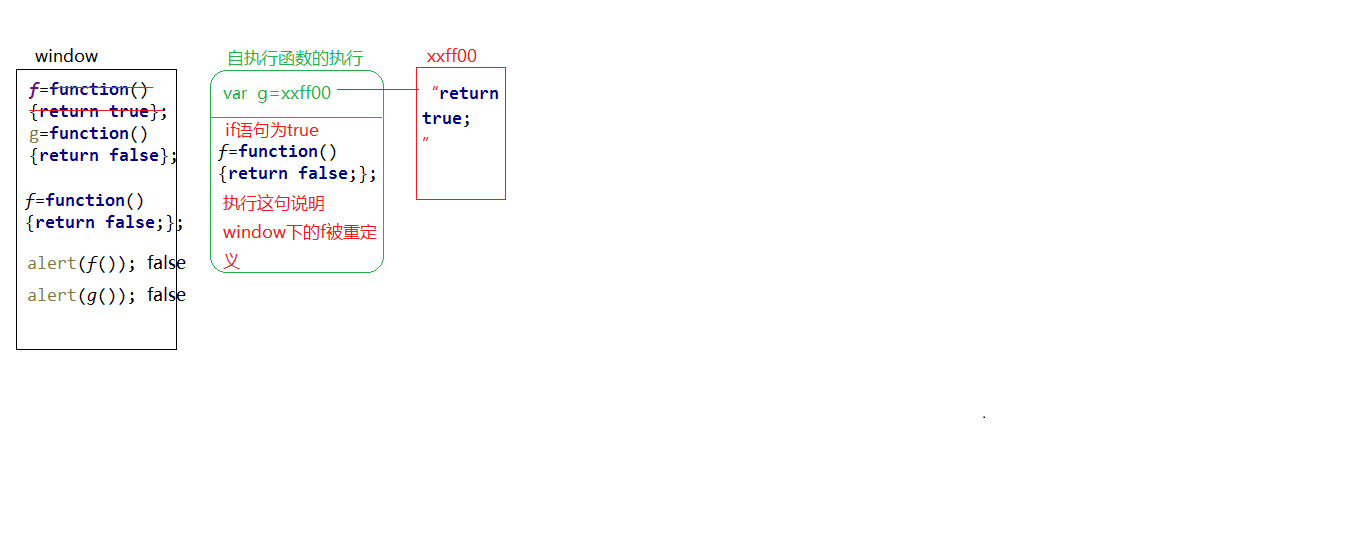 window
f=function()
{return true};
g=function()
{return false};
f=function()
{return false;};
alert(f()); false
alert(g()); false
自执行函数的执行
var g=xxff00
if语句为true
f=function()
{return false;};
执行这句说明
window下的f被重定
义
xxff00
“return
true;
”